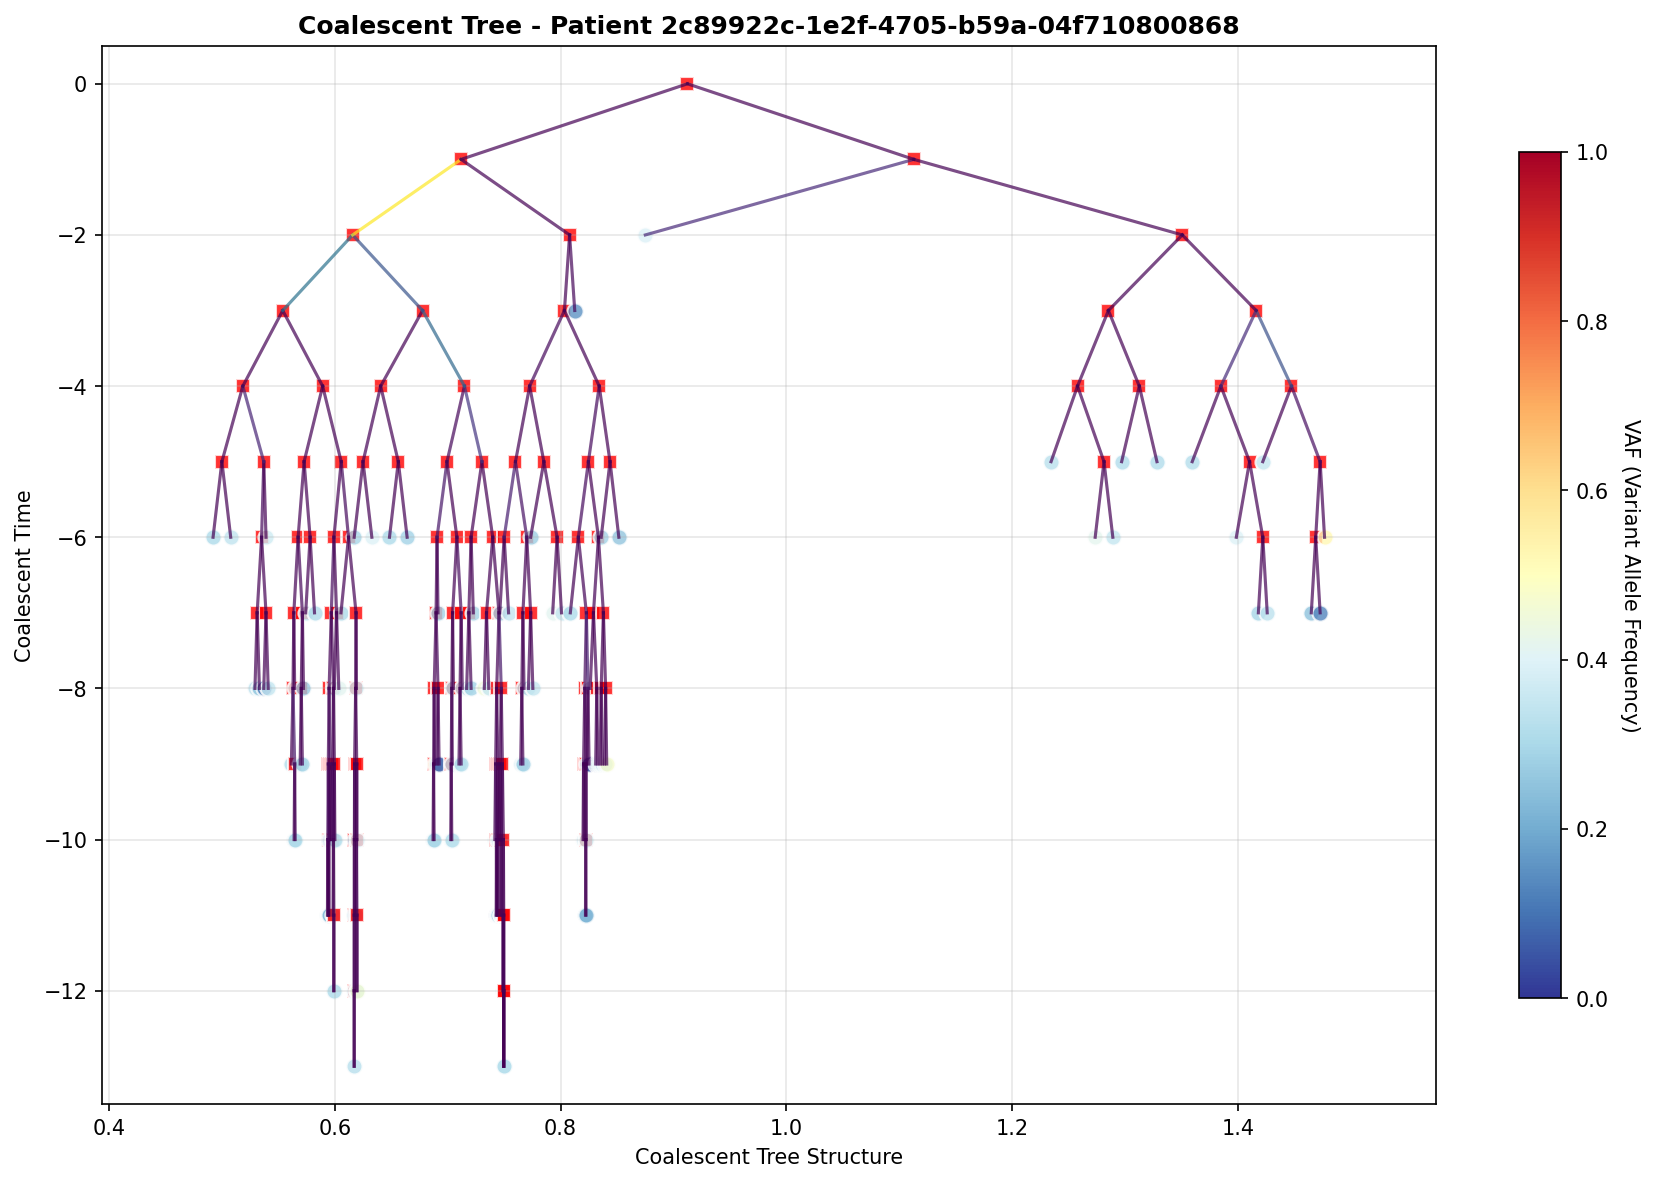 Coalescent Tree - Patient 2c89922c-1e2f-4705-b59a-04f710800868
0
−2
−4
−6
−8
−10
−12
Coalescent Time
0.4 0.6 0.8 1.0 1.2 1.4
Coalescent Tree Structure
1.0
0.8
0.6
0.4
0.2
0.0
VAF (Variant Allele Frequency)